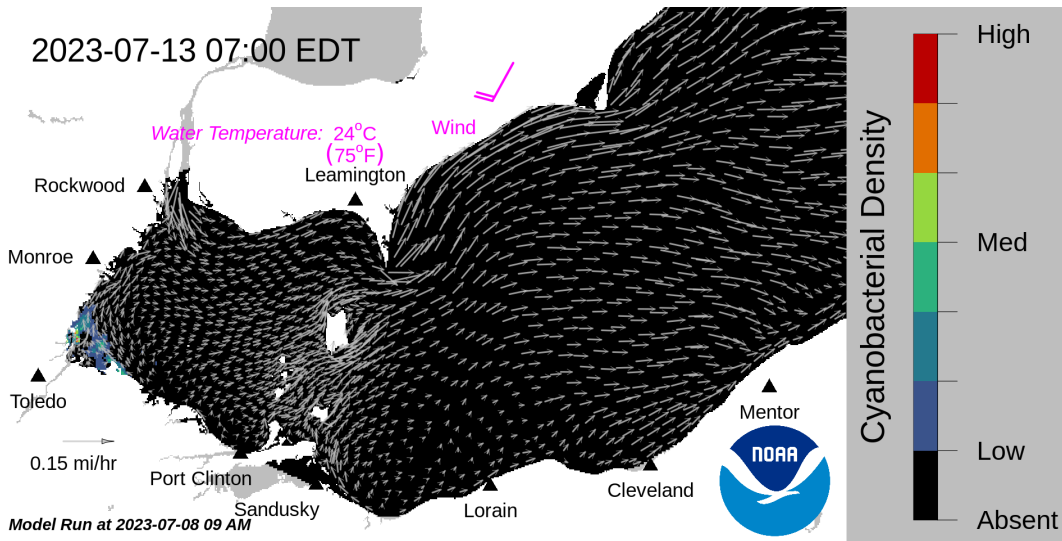 2023-07-13 07:00 EDT
High
Wind
Water Temperature: 24°C
(75°F)
Leamington
Rockwood
Monroe
Cyanobacterial Density
Med
Toledo
Mentor
0.15 mi/hr
NOAA
Low
Port Clinton
Cleveland
Sandusky
Lorain
Model Run at 2023-07-08 09 AM
Absent